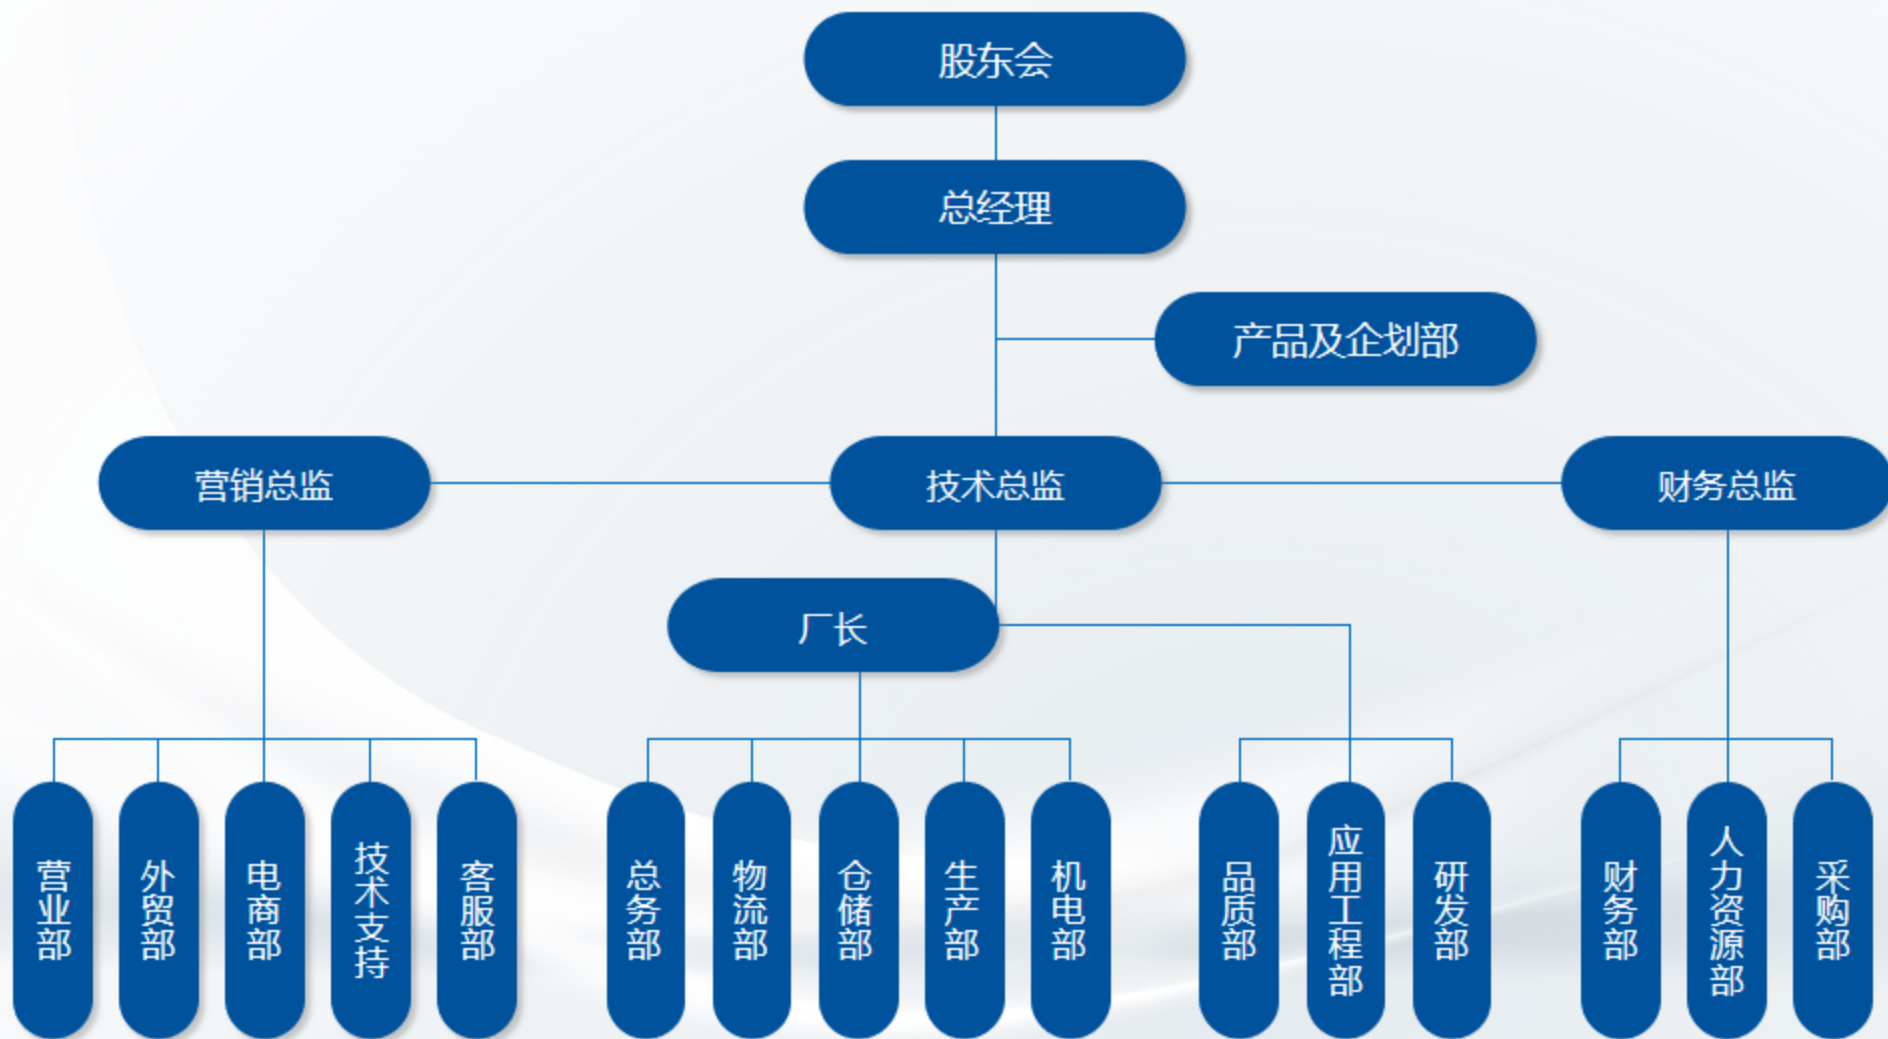 股东会
总经理
产品及企划部
营销总监
技术总监
财务总监
厂长
营业部
外贸部
电商部
技术支持
客服部
总务部
物流部
仓储部
生产部
机电部
品质部
应用工程部
研发部
财务部
人力资源部
采购部